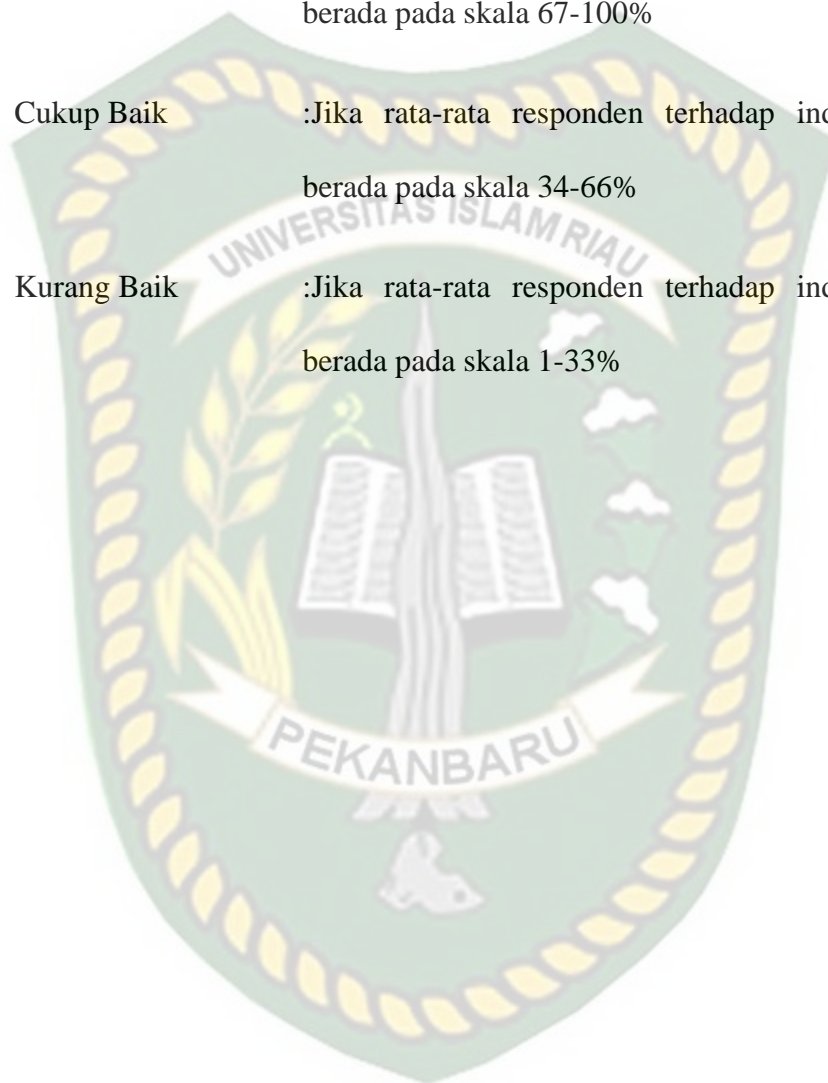 berada pada skala 67-100%
Cukup Baik :Jika rata-rata responden terhadap
berada pada skala 34-66%
UNIVERSITAS ISLAM RIAU
Kurang Baik :Jika rata-rata responden terhadap
berada pada skala 1-33%
PEKANBARU